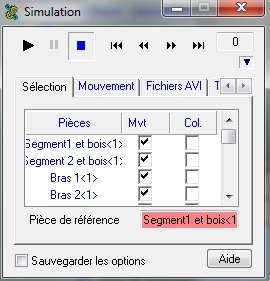 Simulation
0
Sélection Mouvement Fichiers AVI T
Pièces Mvt Col.
Segment1 et bois<1>
Segment 2 et bois<1>
Bras 1<1>
Bras 2<1>
Pièce de référence Segment1 et bois<1
Sauvegarder les options Aide